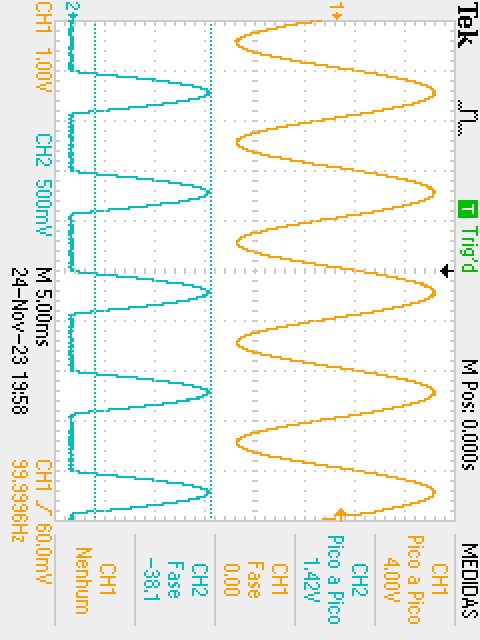 Tek T Trig'd M Pos: 0.000s MEDIDAS
CH1
Pico a Pico
4.00V
CH2
Pico a Pico
1.42V
CH1
Fase
0.00
CH2
Fase
-38.1
CH1
Nenhum
1
2
CH1 1.00V CH2 500mV M 5.00ms CH1 / 60.0mV
24-Nov-23 19:58 99.9996Hz